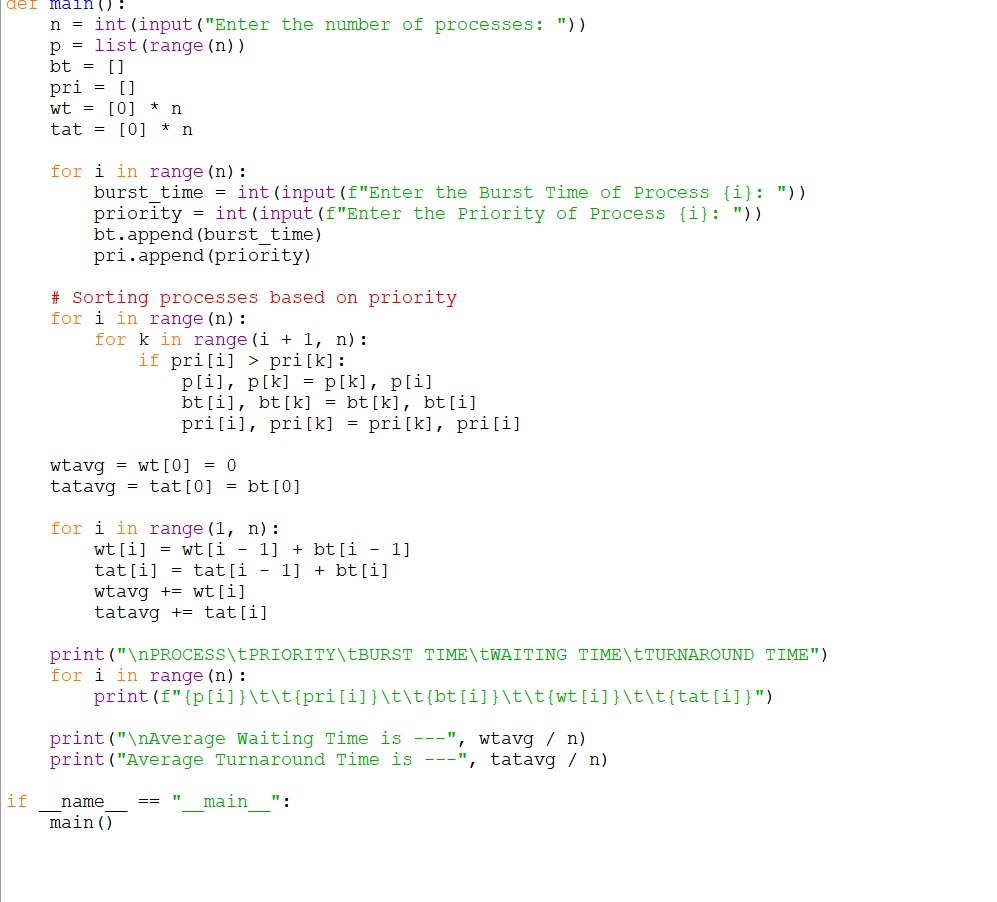 def main():
    n = int(input("Enter the number of processes: "))
    p = list(range(n))
    bt = []
    pri = []
    wt = [0] * n
    tat = [0] * n

    for i in range(n):
        burst_time = int(input(f"Enter the Burst Time of Process {i}: "))
        priority = int(input(f"Enter the Priority of Process {i}: "))
        bt.append(burst_time)
        pri.append(priority)

    # Sorting processes based on priority
    for i in range(n):
        for k in range(i + 1, n):
            if pri[i] > pri[k]:
                p[i], p[k] = p[k], p[i]
                bt[i], bt[k] = bt[k], bt[i]
                pri[i], pri[k] = pri[k], pri[i]

    wtavg = wt[0] = 0
    tatavg = tat[0] = bt[0]

    for i in range(1, n):
        wt[i] = wt[i - 1] + bt[i - 1]
        tat[i] = tat[i - 1] + bt[i]
        wtavg += wt[i]
        tatavg += tat[i]

    print("\nPROCESS\tPRIORITY\tBURST TIME\tWAITING TIME\tTURNAROUND TIME")
    for i in range(n):
        print(f"{p[i]}\t\t{pri[i]}\t\t{bt[i]}\t\t{wt[i]}\t\t{tat[i]}")

    print("\nAverage Waiting Time is ---", wtavg / n)
    print("Average Turnaround Time is ---", tatavg / n)

if __name__ == "__main__":
    main()